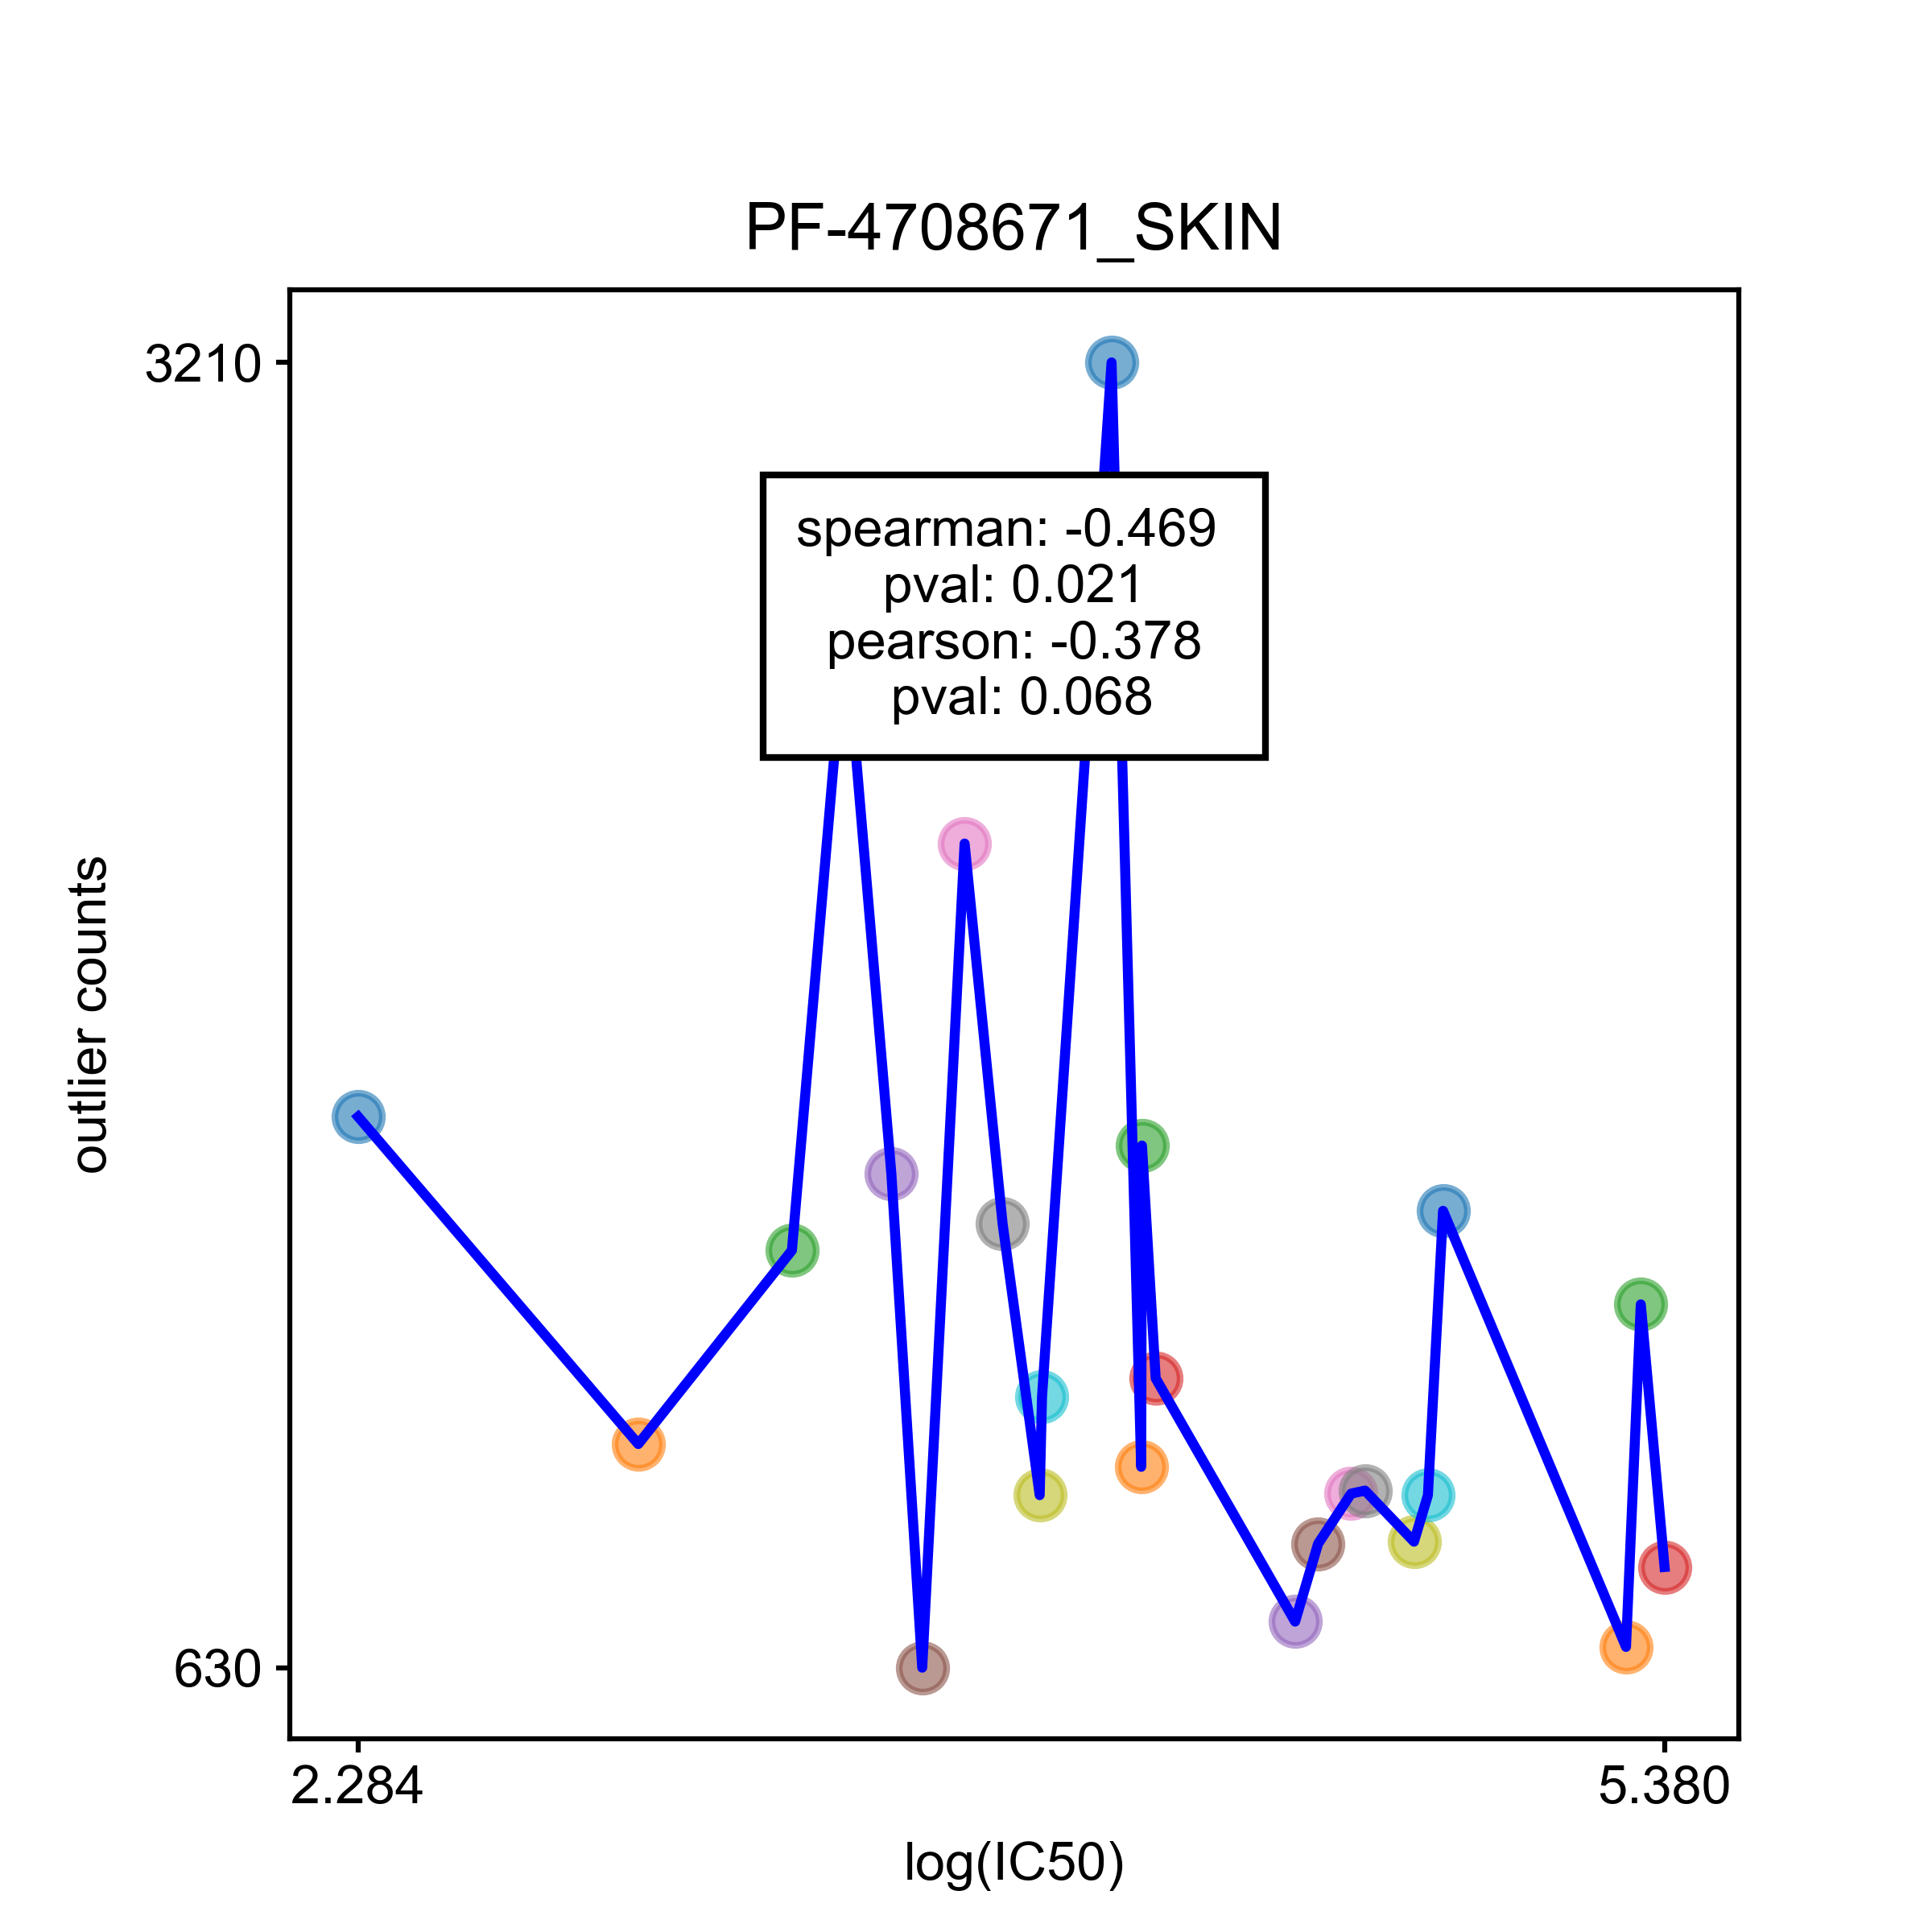 PF-4708671_SKIN
3210
spearman: -0.469
pval: 0.021
pearson: -0.378
pval: 0.068
outlier counts
630
2.284
5.380
log(IC50)